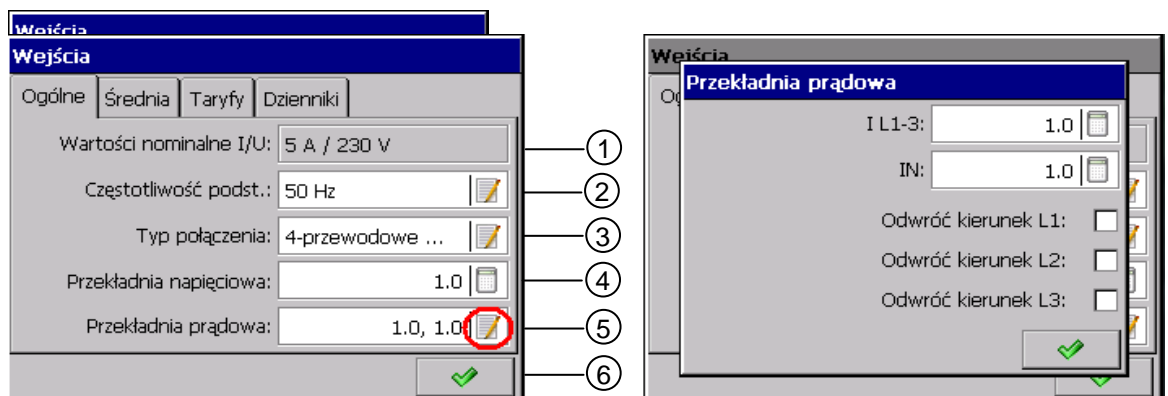 Wejścia
Wejścia
Ogólne Średnia Taryfy Dzienniki
Wartości nominalne I/U: 5 A / 230 V 1
Częstotliwość podst.: 50 Hz 2
Typ połączenia: 4-przewodowe ... 3
Przekładnia napięciowa: 1.0 4
Przekładnia prądowa: 1.0, 1.0 5
6
Wejścia
Przekładnia prądowa
I L1-3: 1.0
IN: 1.0
Odwróć kierunek L1:
Odwróć kierunek L2:
Odwróć kierunek L3: